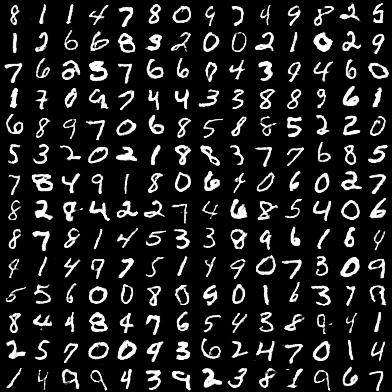 8 1 1 4 7 8 0 9 7 4 9 8 2 5
1 2 6 6 8 3 2 0 0 2 1 0 2 9
7 6 2 5 7 6 6 0 4 3 9 4 6 0
1 7 0 9 7 4 4 3 3 8 8 9 6 1
6 8 9 7 0 6 8 5 8 8 5 2 2 0
5 3 2 0 2 1 8 8 3 7 7 6 8 5
7 8 4 9 1 8 0 6 4 0 6 0 2 7
8 2 8 4 2 2 7 4 6 8 5 4 0 6
8 7 8 1 4 5 3 3 8 9 6 1 6 4
4 1 4 9 7 5 1 4 9 0 7 3 0 9
5 5 6 0 0 8 0 9 0 1 6 3 7 8
8 4 4 8 4 7 6 5 4 3 8 9 4 1
2 5 7 0 0 9 3 6 2 4 7 0 1 4
1 4 9 9 4 3 9 2 3 8 1 9 6 7